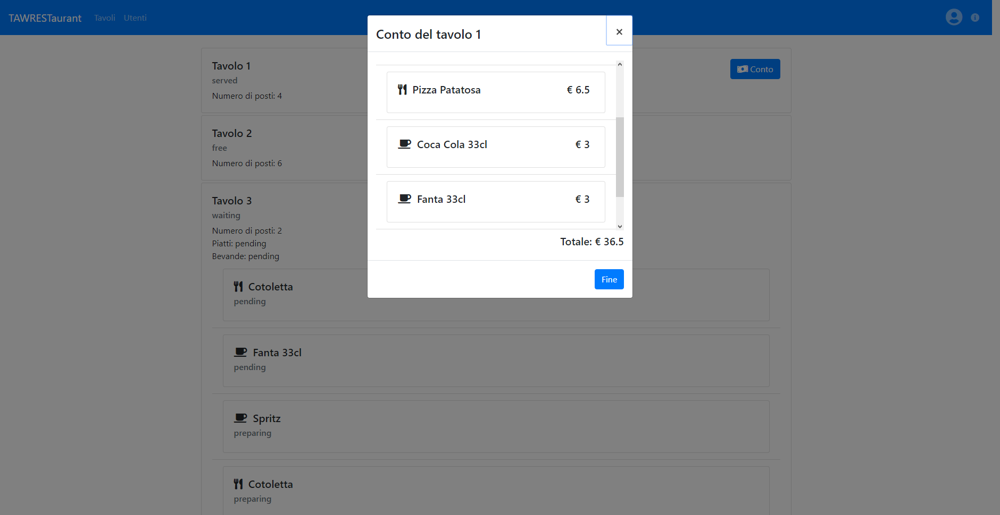 TAWRESTaurant Tavoli Utenti
Conto del tavolo 1 ×
Pizza Patatosa € 6.5
Coca Cola 33cl € 3
Fanta 33cl € 3
Totale: € 36.5
Fine
Tavolo 1
served
Numero di posti: 4
Conto
Tavolo 2
free
Numero di posti: 6
Tavolo 3
waiting
Numero di posti: 2
Piatti: pending
Bevande: pending
Cotoletta
pending
Fanta 33cl
pending
Spritz
preparing
Cotoletta
preparing